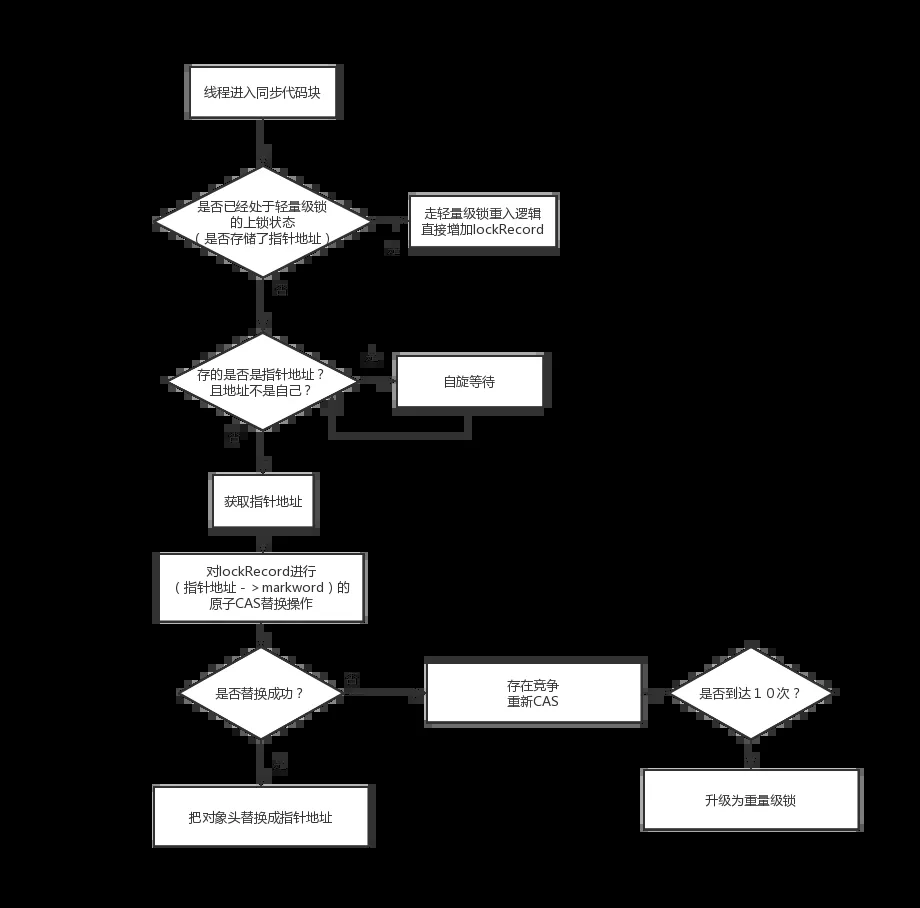 线程进入同步代码块
是否已经处于轻量级锁
的上锁状态
（是否存储了指针地址）
走轻量级锁重入逻辑
直接增加lockRecord
是
否
存的是否是指针地址？
且地址不是自己？
是
自旋等待
否
获取指针地址
对lockRecord进行
（指针地址－＞markword）的
原子CAS替换操作
是否替换成功？
否
存在竞争
重新CAS
是否到达１０次？
是
把对象头替换成指针地址
升级为重量级锁